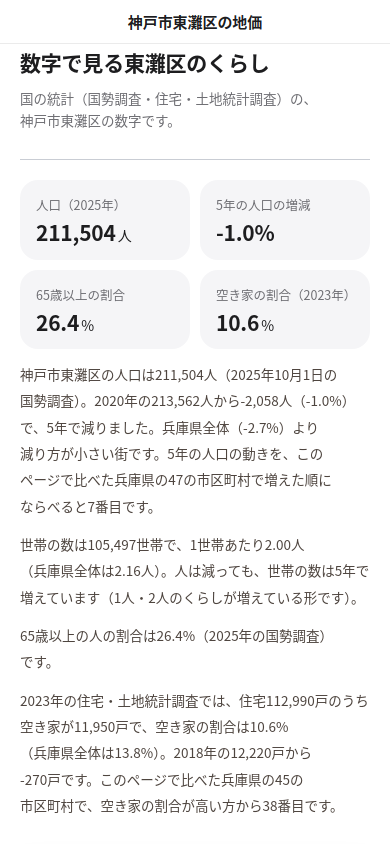 神戸市東灘区の地価
数字で見る東灘区のくらし
国の統計（国勢調査・住宅・土地統計調査）の、
神戸市東灘区の数字です。
人口（2025年）
211,504人
5年の人口の増減
-1.0%
65歳以上の割合
26.4%
空き家の割合（2023年）
10.6%
神戸市東灘区の人口は211,504人（2025年10月1日の
国勢調査）。2020年の213,562人から-2,058人（-1.0%）
で、5年で減りました。兵庫県全体（-2.7%）より
減り方が小さい街です。5年の人口の動きを、この
ページで比べた兵庫県の47の市区町村で増えた順に
ならべると7番目です。
世帯の数は105,497世帯で、1世帯あたり2.00人
（兵庫県全体は2.16人）。人は減っても、世帯の数は5年で
増えています（1人・2人のくらしが増えている形です）。
65歳以上の人の割合は26.4%（2025年の国勢調査）
です。
2023年の住宅・土地統計調査では、住宅112,990戸のうち
空き家が11,950戸で、空き家の割合は10.6%
（兵庫県全体は13.8%）。2018年の12,220戸から
-270戸です。このページで比べた兵庫県の45の
市区町村で、空き家の割合が高い方から38番目です。